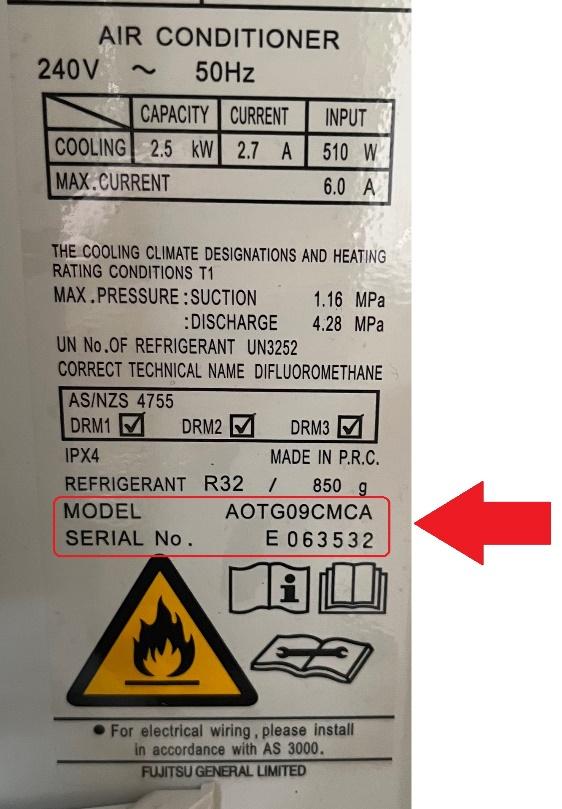 AIR CONDITIONER
240V ~ 50Hz
CAPACITY CURRENT INPUT
COOLING 2.5 kW 2.7 A 510 W
MAX.CURRENT 6.0 A
THE COOLING CLIMATE DESIGNATIONS AND HEATING
RATING CONDITIONS T1
MAX.PRESSURE:SUCTION 1.16 MPa
:DISCHARGE 4.28 MPa
UN No.OF REFRIGERANT UN3252
CORRECT TECHNICAL NAME DIFLUOROMETHANE
AS/NZS 4755
DRM1 ☑ DRM2 ☑ DRM3 ☑
IPX4 MADE IN P.R.C.
REFRIGERANT R32 / 850 g
MODEL AOTG09CMCA
SERIAL No. E 063532
● For electrical wiring, please install
in accordance with AS 3000.
FUJITSU GENERAL LIMITED